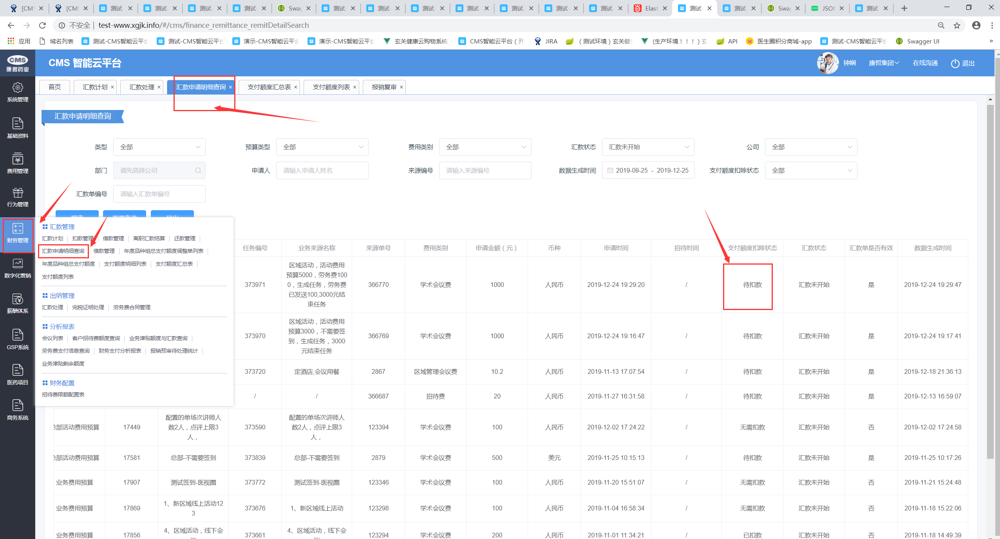 [CM
[CM
测试-
测试-
测试-
测试-
Swag
测试-
测试-
测试-
测试-
测试-
测试-
测试
Elast
测试-
测试
Swag
JSON
测试
不安全
test-www.xgjk.info/#/cms/finance_remittance_remitDetailSearch
应用
域名列表
测试-CMS智能云平台
测试-CMS智能云平台
演示-CMS智能云平台
演示-CMS智能云平台
玄关健康云购物系统
CMS智能云平台（开
JIRA
（测试环境）玄关健
(生产环境！！！）玄
API
医生圈积分商城-app
测试-CMS智能云平台
Swagger UI
»
CMS
康哲药业
CMS 智能云平台
钟娴
康哲集团
在线沟通
退出
首页
汇款计划 ×
汇款处理 ×
汇款申请明细查询 ×
支付额度汇总表 ×
支付额度列表 ×
报销复审 ×
系统管理
基础资料
费用管理
行为管理
财务管理
数字化营销
薪酬体系
GSP系统
医药项目
商务系统
汇款申请明细查询
类型 全部
预算类型 全部
费用类别 全部
汇款状态 汇款未开始
公司 全部
部门 请先选择公司
申请人 请输入申请人姓名
来源编号 请输入来源编号
数据生成时间 2019-09-25 - 2019-12-25
支付额度扣除状态 全部
汇款单编号 请输入汇款单编号
汇款管理
汇款计划 扣款管理 借款管理 离职汇款结算 还款管理
汇款申请明细查询 借款管理 年度品种组总支付额度调整单列表
年度品种组总支付额度 支付额度明细列表 支付额度汇总表
支付额度列表
出纳管理
汇款处理 完税证明处理 劳务费合同管理
分析报表
会议列表 客户招待费额度查询 业务津贴额度与汇款查询
劳务费支付信息查询 财务支付分析报表 报销预审待处理统计
业务津贴剩余额度
财务配置
招待费限额配置表
任务编号 业务来源名称 来源单号 费用类别 申请金额（元） 币种 申请时间 招待时间 支付额度扣除状态 汇款状态 汇款单是否有效 数据生成时间
区域活动，活动费用
预算5000，劳务费100
0，生成任务，劳务费
已发送100,3000元结
束任务
373971 366770 学术会议费 1000 人民币 2019-12-24 19:29:20 / 待扣款 汇款未开始 是 2019-12-24 19:29:47
区域活动，活动费用
预算3000，不需要签
到，生成任务，3000
元结束任务
373970 366769 学术会议费 1000 人民币 2019-12-24 19:16:47 / 待扣款 汇款未开始 是 2019-12-24 19:17:41
373720 定酒店,会议用餐 2867 区域管理会议费 10.2 人民币 2019-11-13 17:07:54 / 待扣款 汇款未开始 是 2019-12-18 21:36:13
/ / 366687 招待费 20 人民币 2019-11-27 16:31:58 / 待扣款 汇款未开始 是 2019-12-13 16:59:07
配置的单场次讲师人
数2人，点评上限3
人，
配置的单场次讲师人
数2人，点评上限3
人，
部活动费用预算 17449 373590 123394 学术会议费 100 人民币 2019-12-02 17:24:22 / 无需扣款 汇款未开始 否 2019-12-02 17:24:58
部活动费用预算 17581 总部-不需要签到 373839 总部-不需要签到 2879 学术会议费 500 美元 2019-11-25 10:15:13 / 待扣款 汇款未开始 是 2019-11-25 10:17:26
业务费用预算 17907 测试签到-医视圈 373772 测试签到-医视圈 123346 学术会议费 100 人民币 2019-11-20 15:51:07 / 无需扣款 汇款未开始 否 2019-11-21 15:24:48
1、新区域线上活动12
3
业务费用预算 17869 373676 1、新区域线上活动 123298 学术会议费 100 人民币 2019-11-04 16:58:34 / 无需扣款 汇款未开始 否 2019-11-18 15:22:06
4、区域活动，线下会
4、区域活动，线下会
业务费用预算 17856 373661 123294 学术会议费 200 人民币 2019-11-01 11:34:21 / 已扣款 汇款未开始 否 2019-11-18 14:49:39